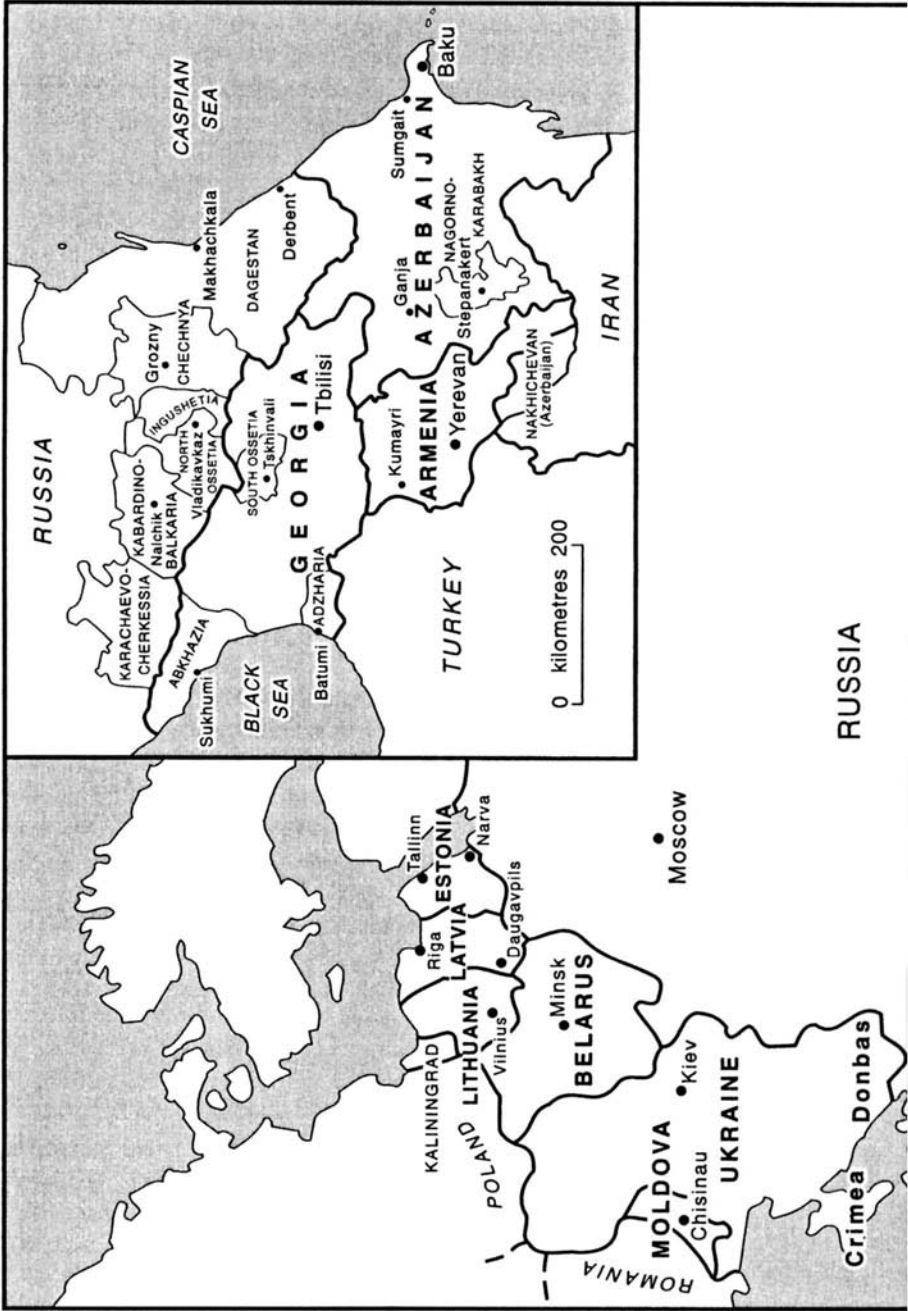 KALININGRAD
POLAND
ROMANIA
Riga
Tallinn
LITHUANIA
LATVIA
ESTONIA
Vilnius
Daugavpils
Narva
BELARUS
Minsk
MOLDOVA
Chisinau
UKRAINE
Kiev
Crimea
Donbas
Moscow
RUSSIA
RUSSIA
CASPIAN
SEA
KARACHAEVO-
CHERKESSIA
KABARDINO-
Nalchik
BALKARIA
INGUSHETIA
Grozny
CHECHNYA
Vladikavkaz
NORTH
OSSETIA
Makhachkala
DAGESTAN
Derbent
ABKHAZIA
Sukhumi
BLACK
SEA
SOUTH OSSETIA
Tskhinvali
GEORGIA
Tbilisi
Batumi
ADZHARIA
TURKEY
Kumayri
ARMENIA
Yerevan
Ganja
Sumgait
Baku
AZERBAIJAN
NAGORNO-
Stepanakert
KARABAKH
NAKHICHEVAN
(Azerbaijan)
IRAN
0 kilometres 200